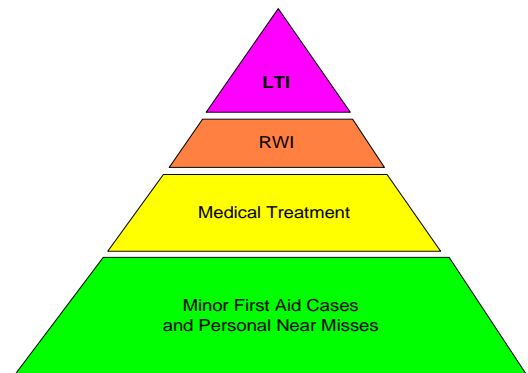 LTI
RWI
Medical Treatment
Minor First Aid Cases
and Personal Near Misses